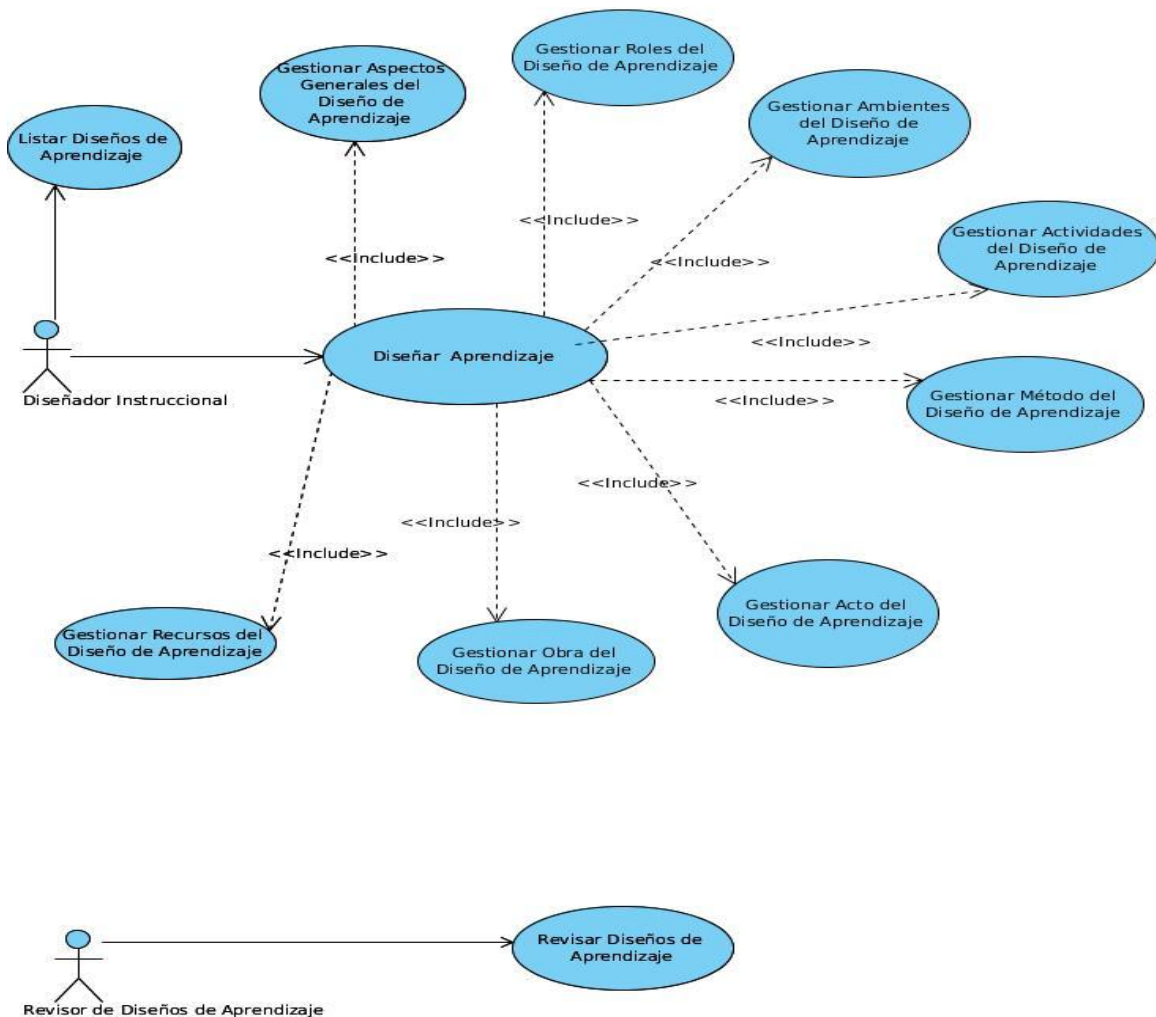 Gestionar Roles del
Diseño de Aprendizaje
Gestionar Aspectos
Generales del
Diseño de
Aprendizaje
Gestionar Ambientes
del Diseño de
Aprendizaje
Listar Diseños de
Aprendizaje
<<Include>>
<<Include>>
<<Include>>
Gestionar Actividades
del Diseño de
Aprendizaje
Diseñar Aprendizaje
<<Include>>
Diseñador Instruccional
<<Include>>
Gestionar Método del
Diseño de Aprendizaje
<<Include>>
<<Include>>
<<Include>>
Gestionar Recursos del
Diseño de Aprendizaje
Gestionar Obra del
Diseño de Aprendizaje
Gestionar Acto del
Diseño de Aprendizaje
Revisar Diseños de
Aprendizaje
Revisor de Diseños de Aprendizaje